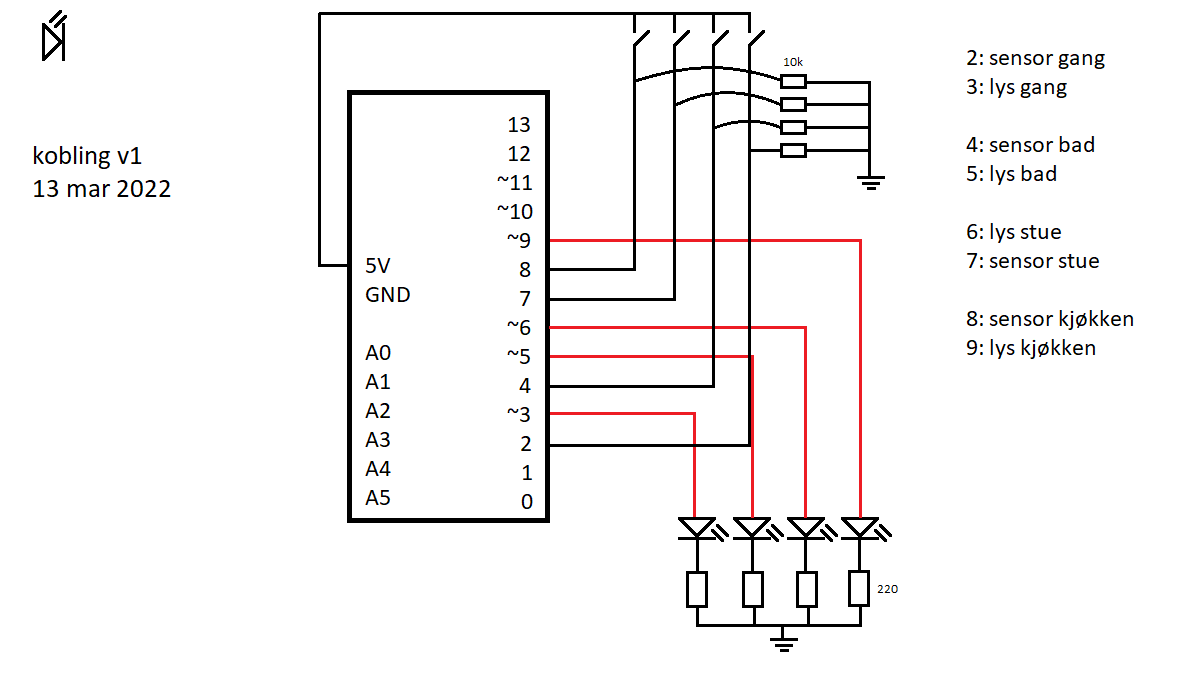 kobling v1
13 mar 2022
5V
GND
A0
A1
A2
A3
A4
A5
13
12
~11
~10
~9
8
7
~6
~5
4
~3
2
1
0
10k
220
2: sensor gang
3: lys gang
4: sensor bad
5: lys bad
6: lys stue
7: sensor stue
8: sensor kjøkken
9: lys kjøkken